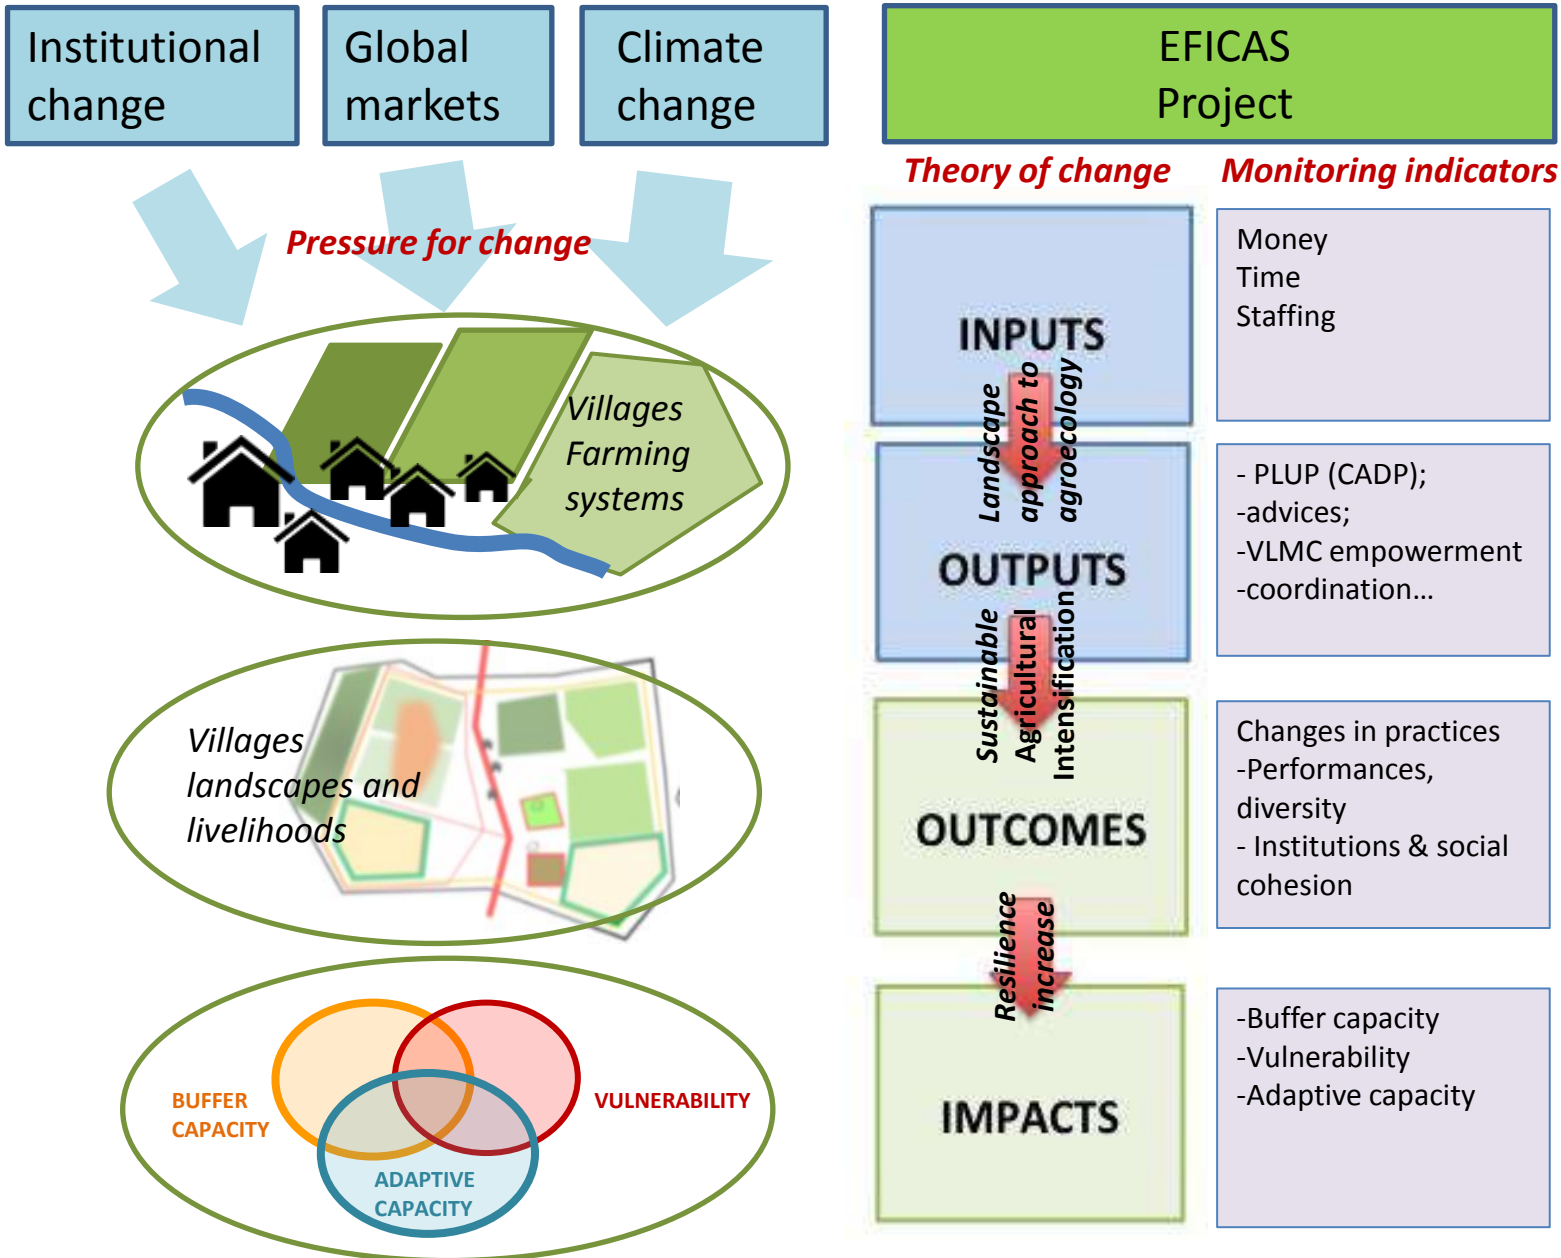 Institutional
change
Global
markets
Climate
change
EFICAS
Project
Theory of change
Monitoring indicators
Pressure for change
Villages
Farming
systems
Villages
landscapes and
livelihoods
BUFFER
CAPACITY
VULNERABILITY
ADAPTIVE
CAPACITY
INPUTS
Landscape
approach to
agroecology
OUTPUTS
Sustainable
Agricultural
Intensification
OUTCOMES
Resilience
increase
IMPACTS
Money
Time
Staffing
- PLUP (CADP);
-advices;
-VLMC empowerment
-coordination…
Changes in practices
-Performances,
diversity
- Institutions & social
cohesion
-Buffer capacity
-Vulnerability
-Adaptive capacity